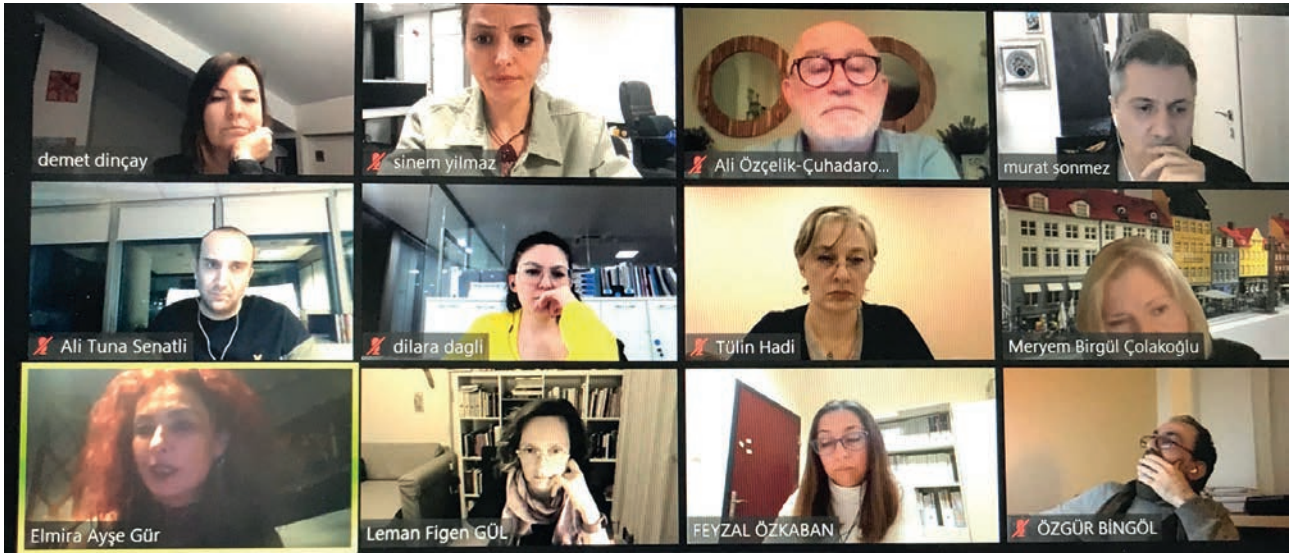 demet dinçay
sinem yilmaz
Ali Özçelik-Çuhadaro...
murat sonmez
Ali Tuna Senatli
dilara dagli
Tülin Hadi
Meryem Birgül Çolakoğlu
Elmira Ayşe Gür
Leman Figen GÜL
FEYZAL ÖZKABAN
ÖZGÜR BİNGÖL